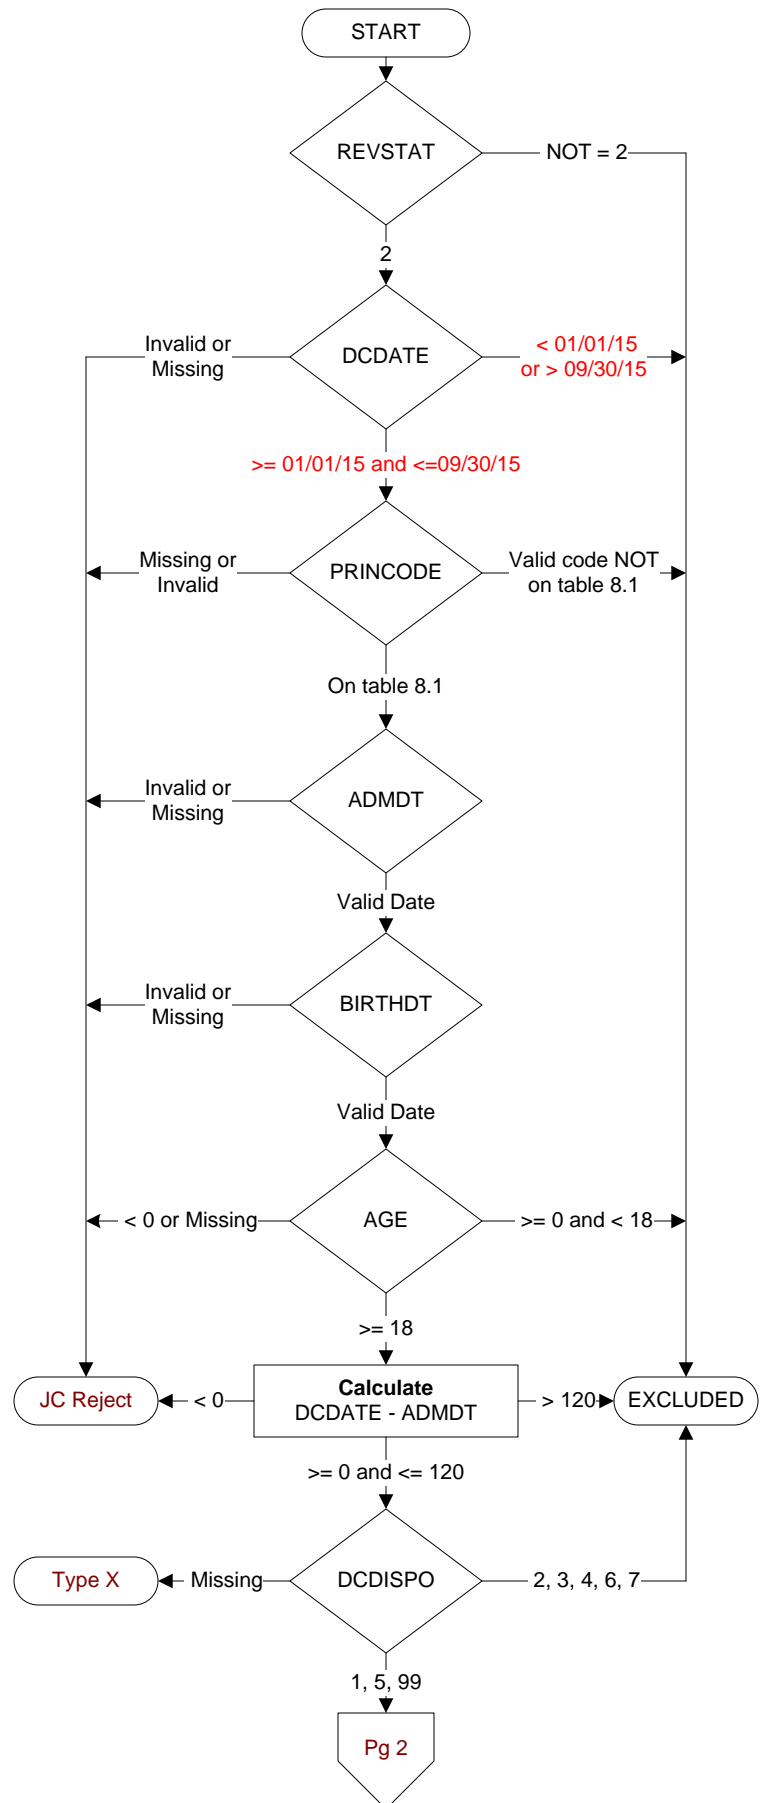 START
REVSTAT
NOT = 2
2
Invalid or
Missing
DCDATE
< 01/01/15
or > 09/30/15
>= 01/01/15 and <=09/30/15
Missing or
Invalid
PRINCODE
Valid code NOT
on table 8.1
On table 8.1
Invalid or
Missing
ADMDT
Valid Date
Invalid or
Missing
BIRTHDT
Valid Date
< 0 or Missing
AGE
>= 0 and < 18
>= 18
JC Reject
< 0
Calculate
DCDATE - ADMDT
> 120
EXCLUDED
>= 0 and <= 120
Type X
Missing
DCDISPO
2, 3, 4, 6, 7
1, 5, 99
Pg 2